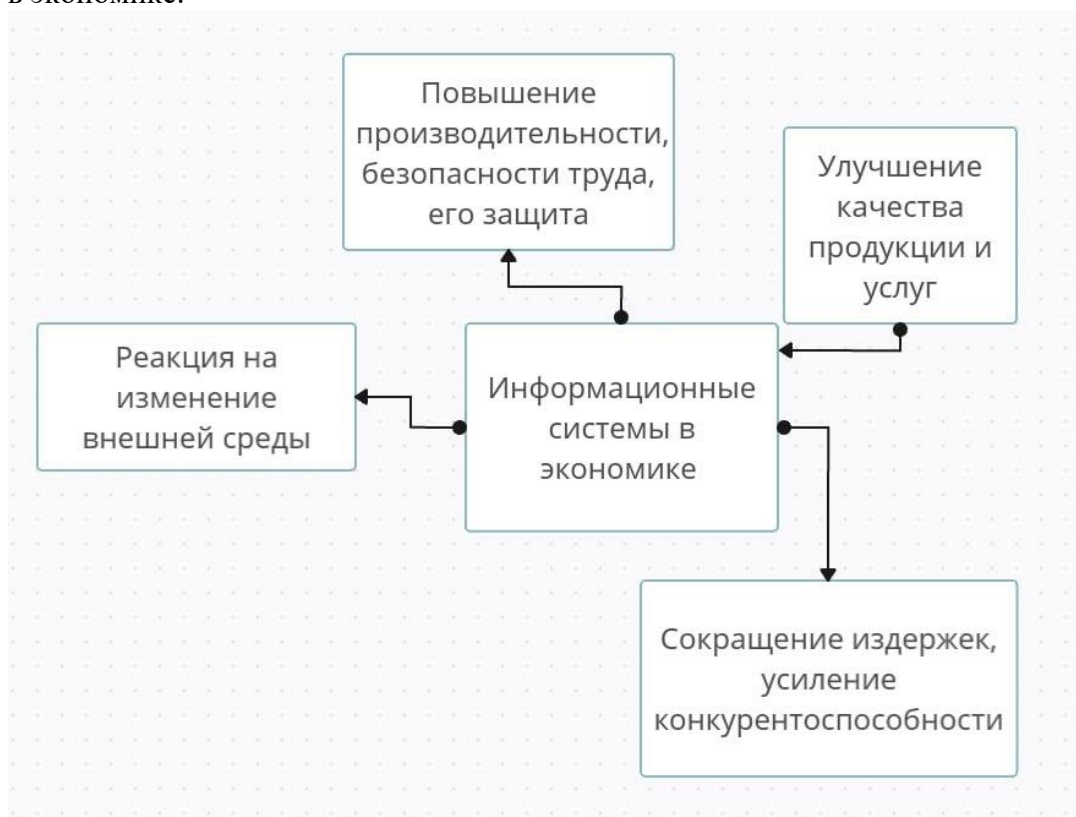 в экономике.
Повышение
производительности,
безопасности труда,
его защита
Улучшение
качества
продукции и
услуг
Реакция на
изменение
внешней среды
Информационные
системы в
экономике
Сокращение издержек,
усиление
конкурентоспособности